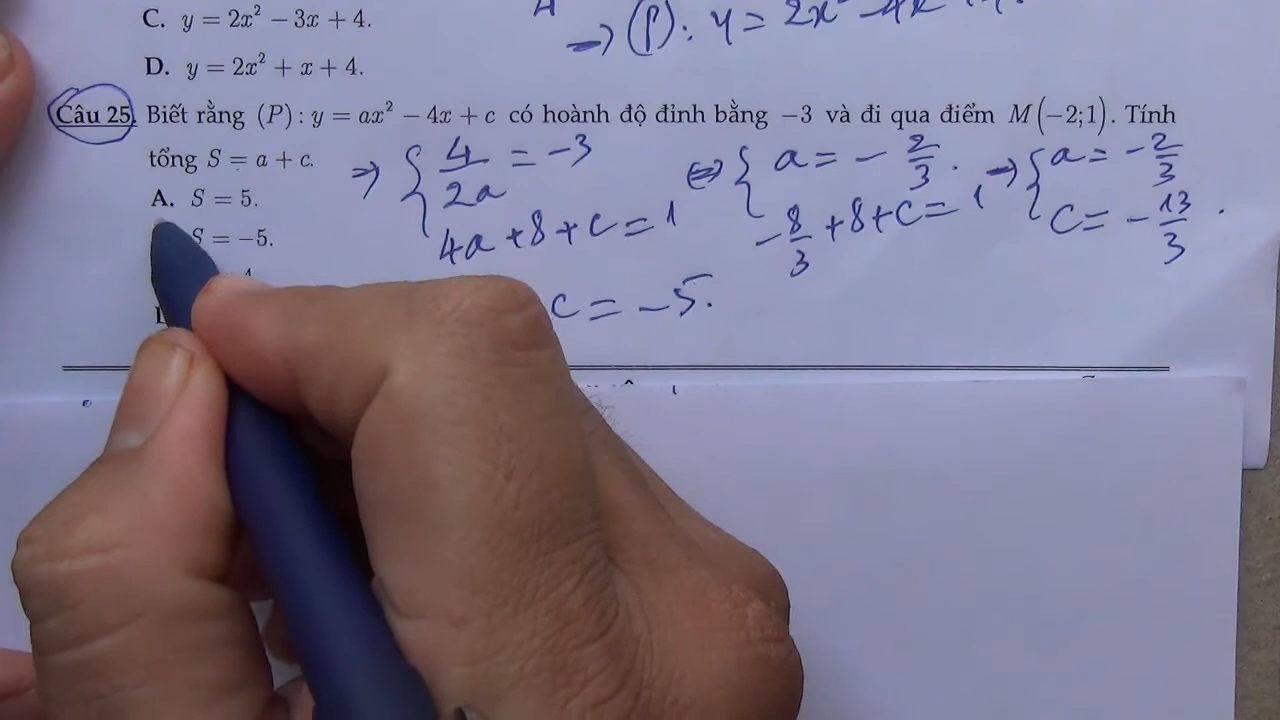 C. y = 2x² − 3x + 4.
→ (P): y = 2x
D. y = 2x² + x + 4.
Câu 25. Biết rằng (P) : y = ax² − 4x + c có hoành độ đỉnh bằng −3 và đi qua điểm M(−2;1). Tính
tổng S = a + c.
⇒ { 4/2a = −3
4a + 8 + c = 1
⇔ { a = −2/3.
−8/3 + 8 + c = 1
→ { a = −2/3
c = −13/3.
A. S = 5.
S = −5.
c = −5.